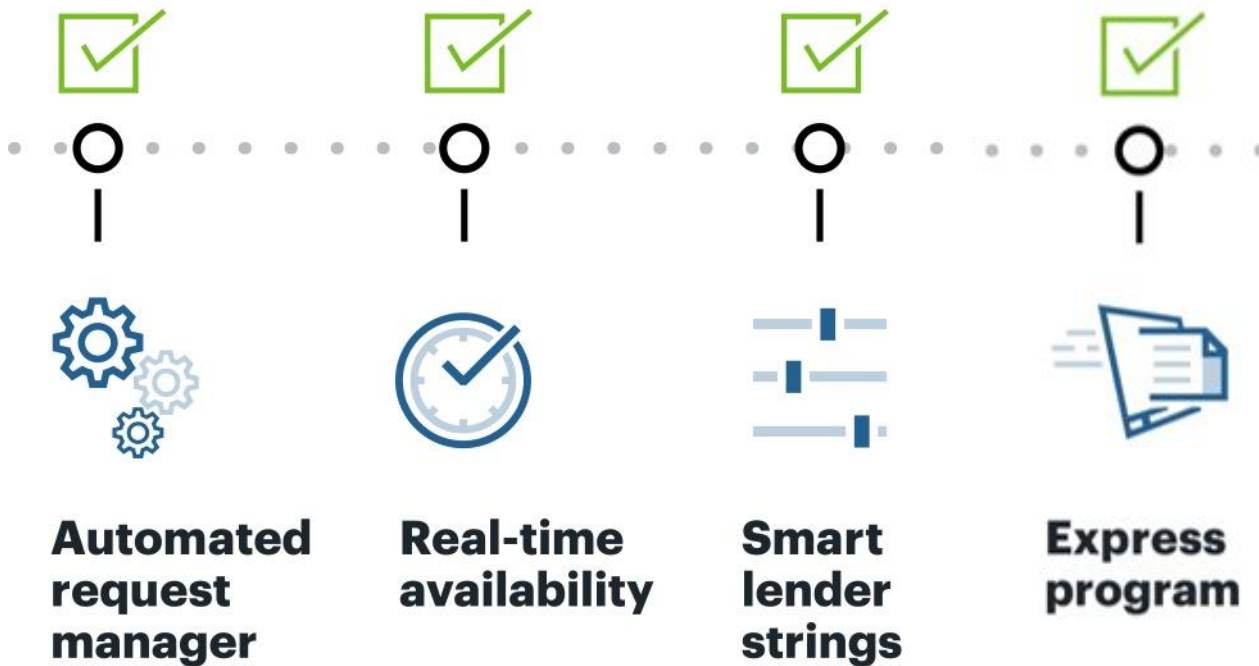 Automated
request
manager
Real-time
availability
Smart
lender
strings
Express
program